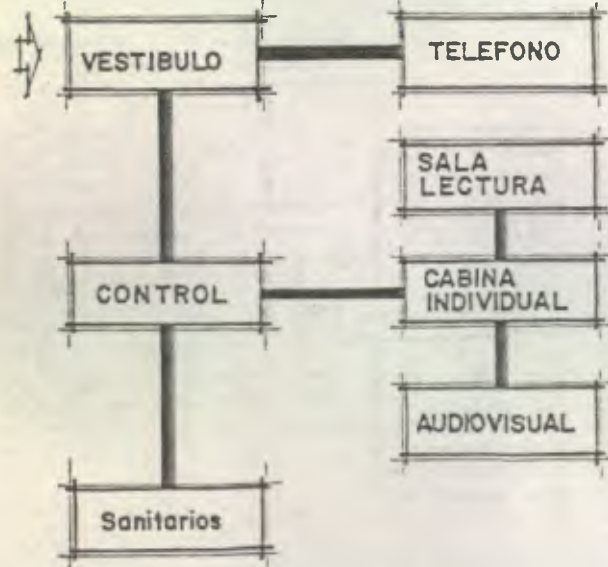 VESTIBULO
TELEFONO
SALA
LECTURA
CONTROL
CABINA
INDIVIDUAL
AUDIOVISUAL
Sanitarios